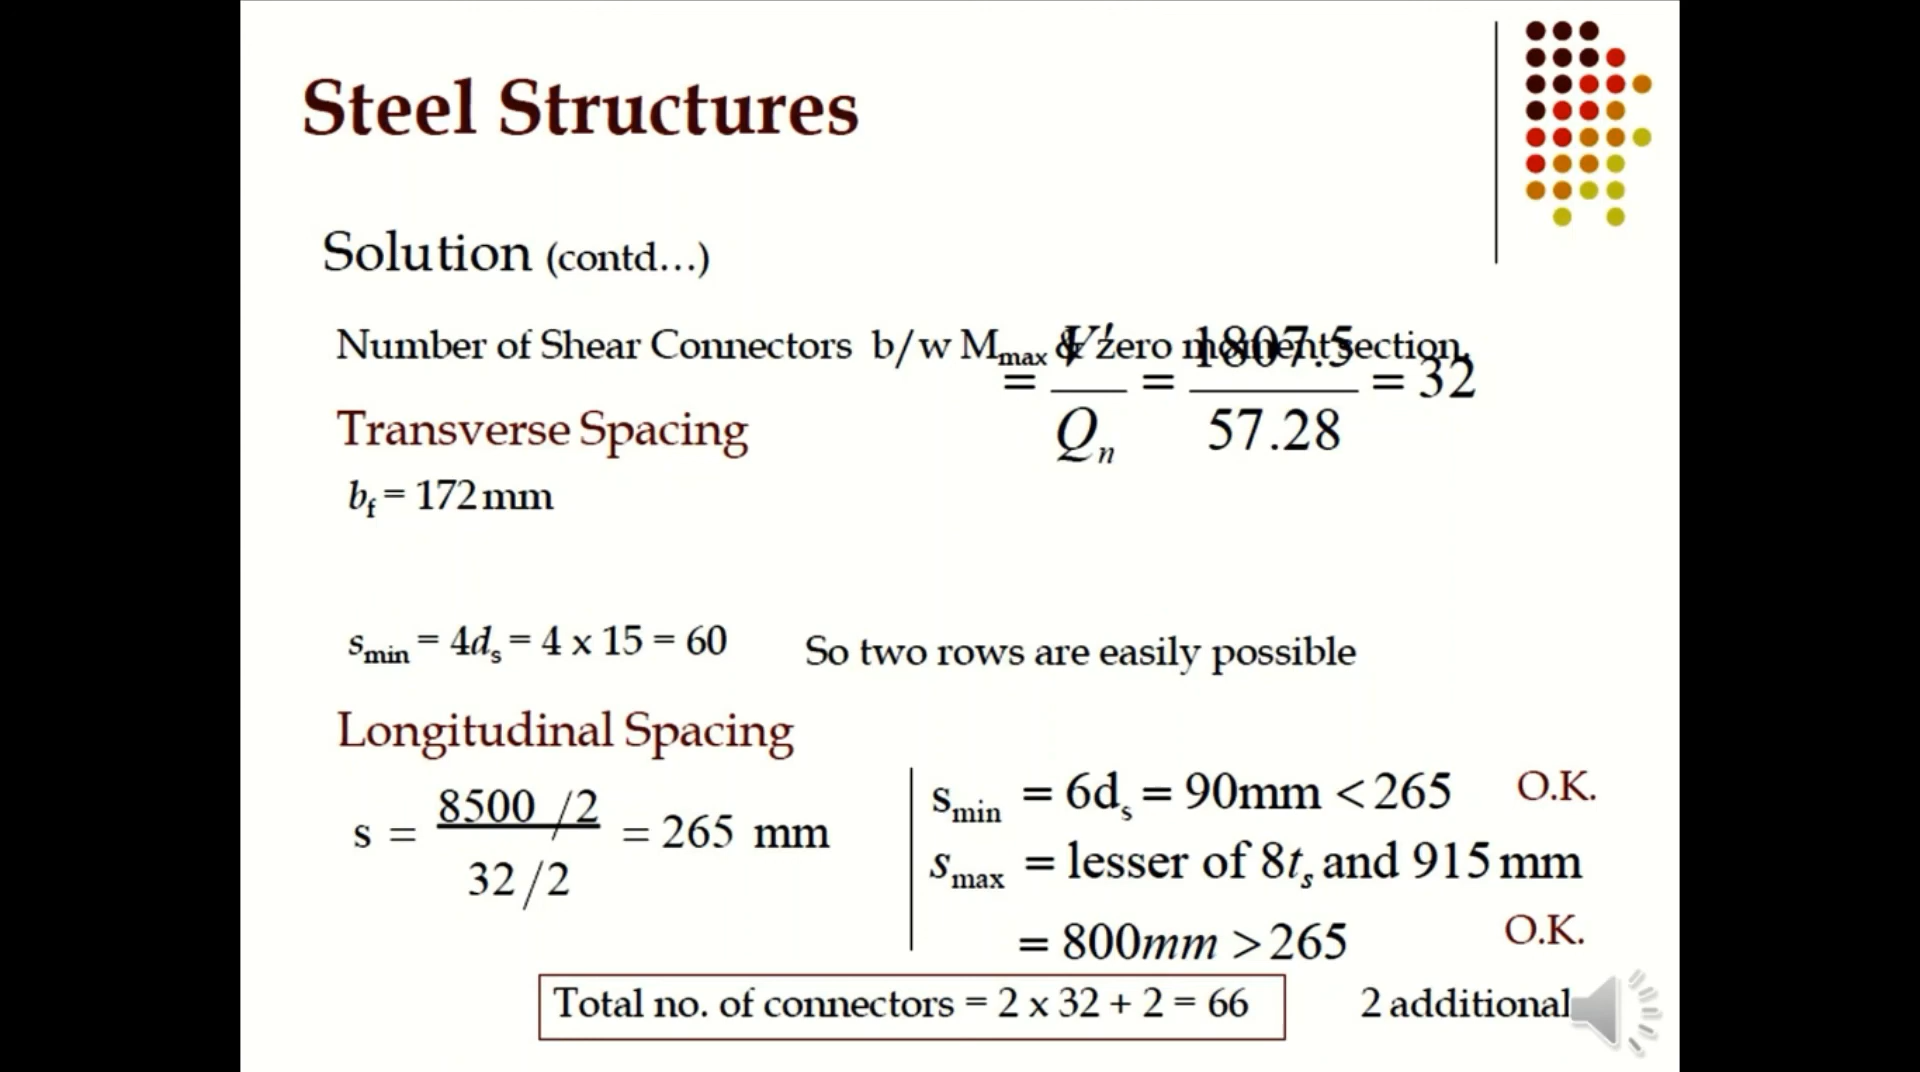 Steel Structures
Solution (contd...)
Number of Shear Connectors b/w Mmax & zero moment section,
= V′/Qn = 1807.5/57.28 = 32
Transverse Spacing
bf = 172 mm
smin = 4ds = 4 x 15 = 60
So two rows are easily possible
Longitudinal Spacing
s = 8500 /2 / 32/2 = 265 mm
smin = 6ds = 90mm < 265 O.K.
smax = lesser of 8ts and 915 mm
= 800mm > 265 O.K.
Total no. of connectors = 2 x 32 + 2 = 66
2 additional